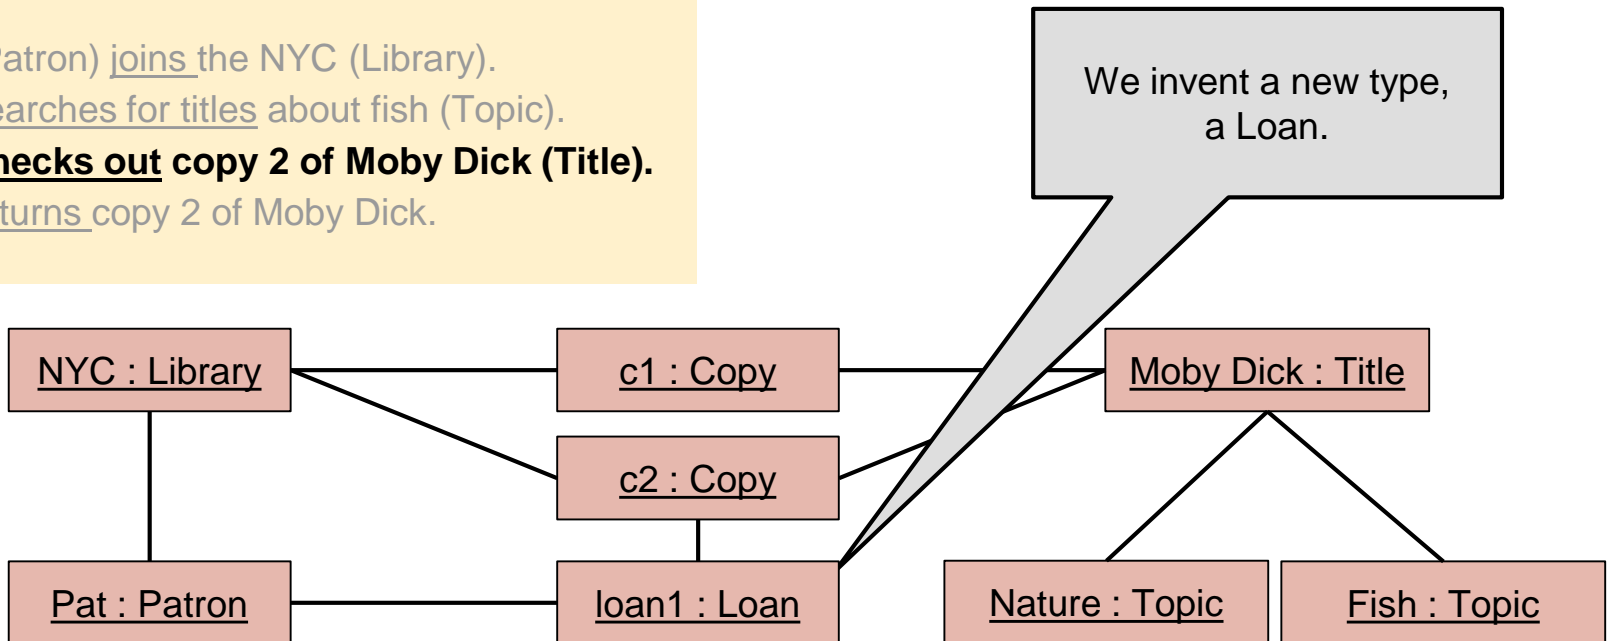 Patron) joins the NYC (Library).
earches for titles about fish (Topic).
hecks out copy 2 of Moby Dick (Title).
turns copy 2 of Moby Dick.
We invent a new type,
a Loan.
NYC : Library
c1 : Copy
Moby Dick : Title
c2 : Copy
Pat : Patron
loan1 : Loan
Nature : Topic
Fish : Topic